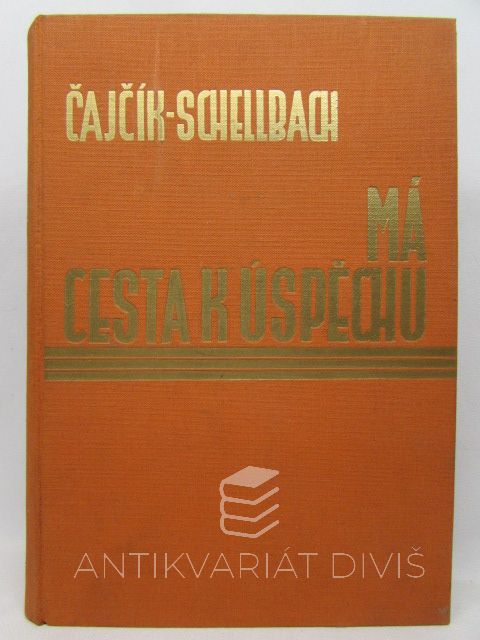 ČAJČÍK-SCHELLBACH
MÁ
CESTA K ÚSPĚCHU
ANTIKVARIÁT DIVIŠ